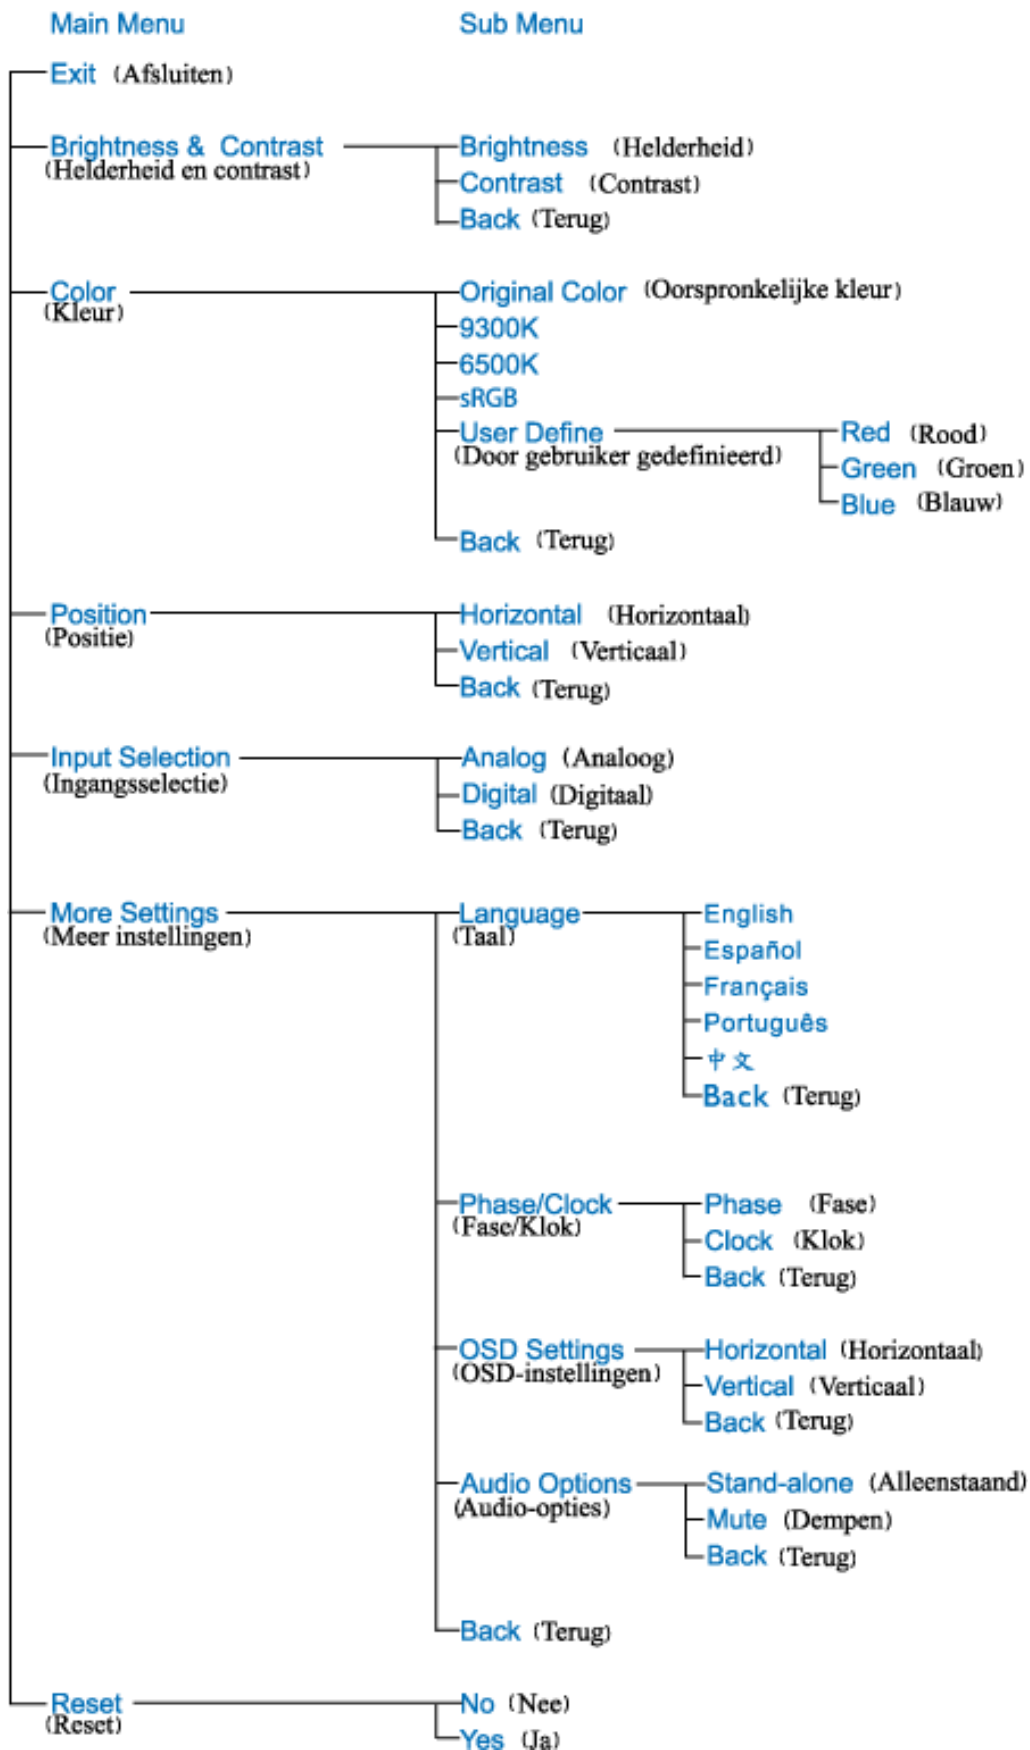 Main Menu Sub Menu
Exit (Afsluiten)
Brightness & Contrast Brightness (Helderheid)
(Helderheid en contrast)
Contrast (Contrast)
Back (Terug)
Color Original Color (Oorspronkelijke kleur)
(Kleur)
9300K
6500K
sRGB
User Define Red (Rood)
(Door gebruiker gedefinieerd)
Green (Groen)
Blue (Blauw)
Back (Terug)
Position Horizontal (Horizontaal)
(Positie)
Vertical (Verticaal)
Back (Terug)
Input Selection Analog (Analoog)
(Ingangsselectie)
Digital (Digitaal)
Back (Terug)
More Settings Language English
(Meer instellingen) (Taal)
Español
Français
Português
中文
Back (Terug)
Phase/Clock Phase (Fase)
(Fase/Klok)
Clock (Klok)
Back (Terug)
OSD Settings Horizontal (Horizontaal)
(OSD-instellingen)
Vertical (Verticaal)
Back (Terug)
Audio Options Stand-alone (Alleenstaand)
(Audio-opties)
Mute (Dempen)
Back (Terug)
Back (Terug)
Reset No (Nee)
(Reset)
Yes (Ja)